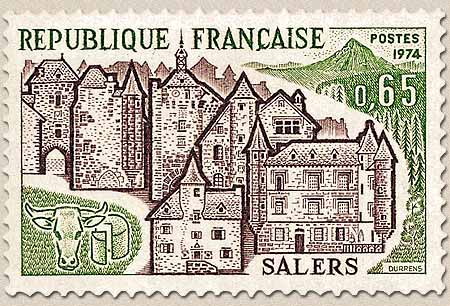 REPUBLIQUE FRANÇAISE
POSTES
1974
0,65
SALERS
DURRENS